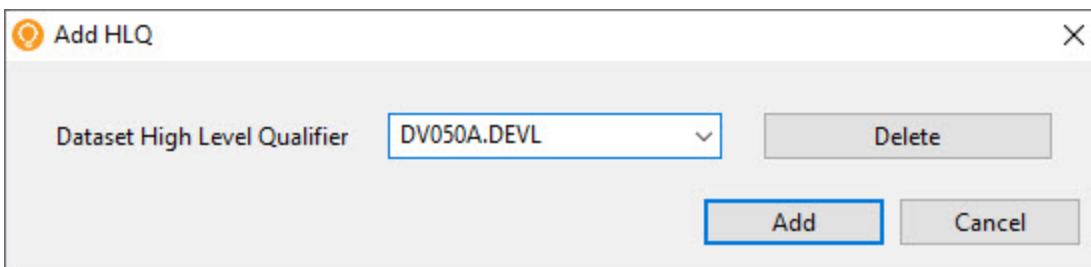 Add HLQ
Dataset High Level Qualifier DV050A.DEVL Delete
Add Cancel